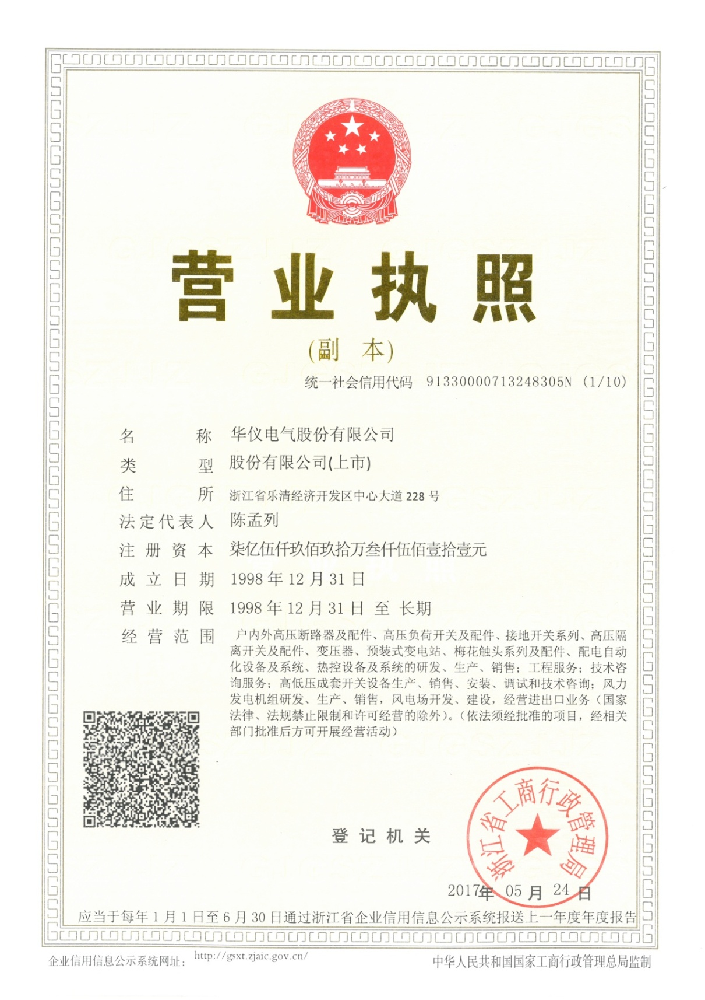 营业执照
(副 本)
统一社会信用代码 91330000713248305N (1/10)
名 称 华仪电气股份有限公司
类 型 股份有限公司(上市)
住 所 浙江省乐清经济开发区中心大道 228 号
法定代表人 陈孟列
注 册 资 本 柒亿伍仟玖佰玖拾万叁仟伍佰壹拾壹元
成 立 日 期 1998 年 12 月 31 日
营 业 期 限 1998 年 12 月 31 日 至 长期
经 营 范 围 户内外高压断路器及配件、高压负荷开关及配件、接地开关系列、高压隔
离开关及配件、变压器、预装式变电站、梅花触头系列及配件、配电自动
化设备及系统、热控设备及系统的研发、生产、销售；工程服务；技术咨
询服务；高低压成套开关设备生产、销售、安装、调试和技术咨询；风力
发电机组研发、生产、销售，风电场开发、建设，经营进出口业务（国家
法律、法规禁止限制和许可经营的除外）。（依法须经批准的项目，经相关
部门批准后方可开展经营活动）
浙江省工商行政管理局
登 记 机 关
2017年 05 月 24 日
应当于每年 1 月 1 日至 6 月 30 日通过浙江省企业信用信息公示系统报送上一年度年度报告
企业信用信息公示系统网址： http://gsxt.zjaic.gov.cn/
中华人民共和国国家工商行政管理总局监制